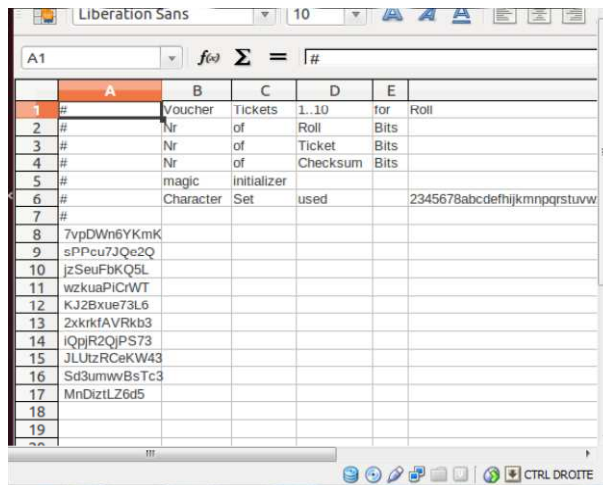 Liberation Sans 10
A1 f(x) Σ = #
A B C D E
1 # Voucher Tickets 1..10 for Roll
2 # Nr of Roll Bits
3 # Nr of Ticket Bits
4 # Nr of Checksum Bits
5 # magic initializer
6 # Character Set used 2345678abcdefhijkmnpqrstuvw
7 #
8 7vpDWn6YKmK
9 sPPcu7JQe2Q
10 jzSeuFbKQ5L
11 wzkuaPiCrWT
12 KJ2Bxue73L6
13 2xkrkfAVRkb3
14 iQpjR2QjPS73
15 JLUtzRCeKW43
16 Sd3umwvBsTc3
17 MnDiztLZ6d5
18
19
CTRL DROITE